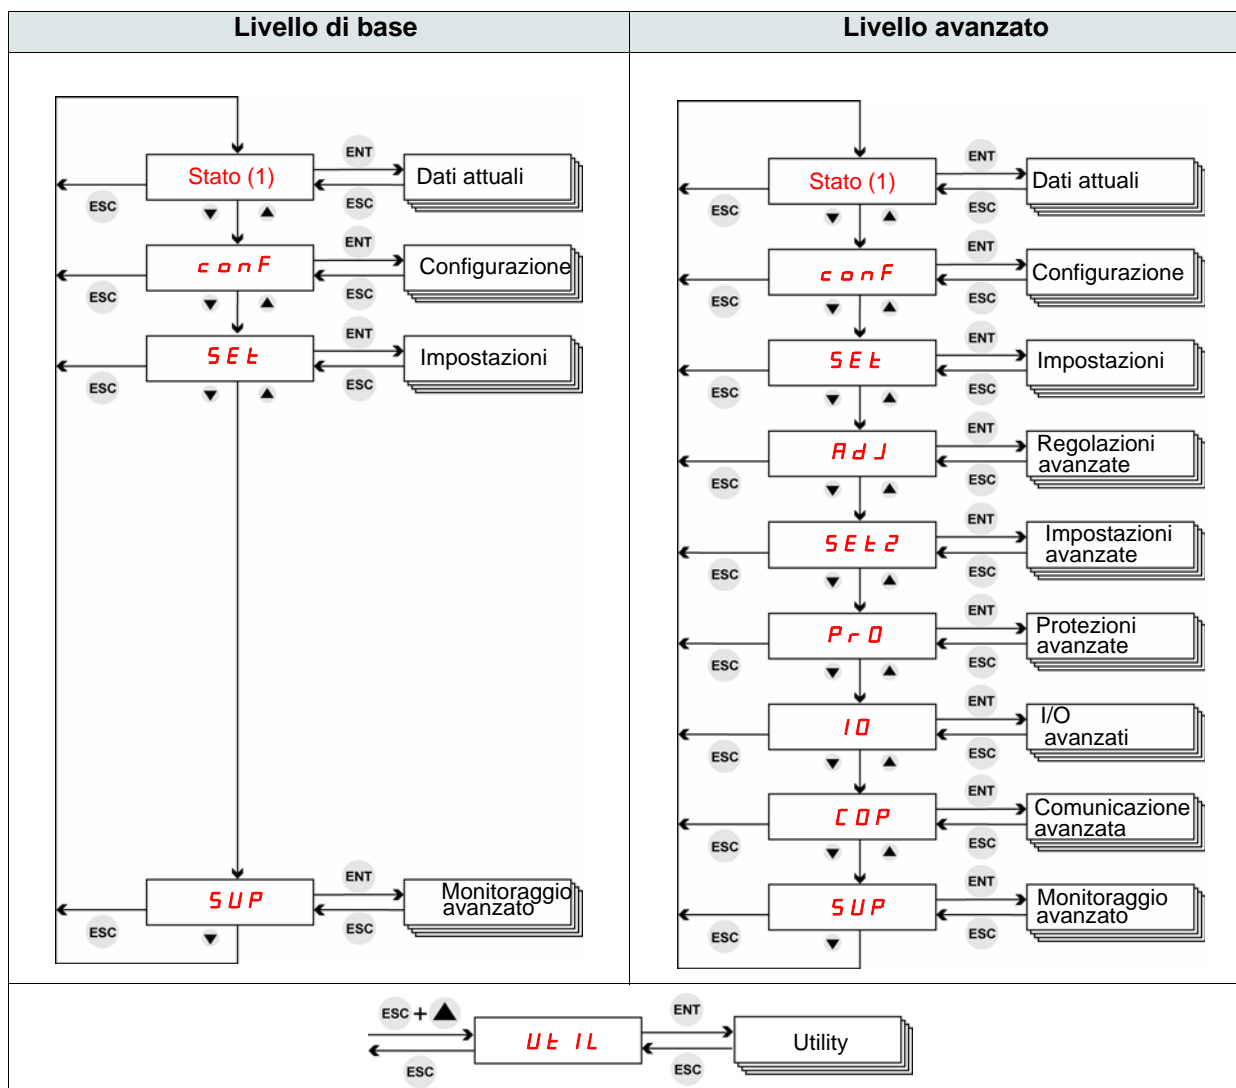 Livello di base
Livello avanzato
Stato (1)
ENT
Dati attuali
ESC
ESC
conF
ENT
Configurazione
ESC
ESC
SEt
ENT
Impostazioni
ESC
ESC
SUP
ENT
Monitoraggio
avanzato
ESC
ESC
Stato (1)
ENT
Dati attuali
ESC
ESC
conF
ENT
Configurazione
ESC
ESC
SEt
ENT
Impostazioni
ESC
ESC
AdJ
ENT
Regolazioni
avanzate
ESC
ESC
SEt2
ENT
Impostazioni
avanzate
ESC
ESC
PrO
ENT
Protezioni
avanzate
ESC
ESC
IO
ENT
I/O
avanzati
ESC
ESC
COP
ENT
Comunicazione
avanzata
ESC
ESC
SUP
ENT
Monitoraggio
avanzato
ESC
ESC
ESC +
UtIL
ENT
Utility
ESC
ESC